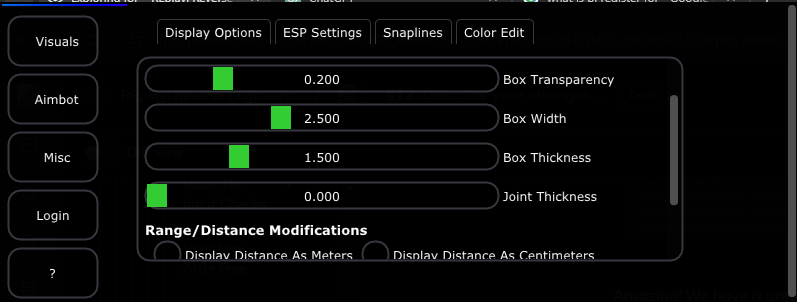 Visuals
Aimbot
Misc
Login
?
Display Options
ESP Settings
Snaplines
Color Edit
0.200 Box Transparency
2.500 Box Width
1.500 Box Thickness
0.000 Joint Thickness
Range/Distance Modifications
Display Distance As Meters Display Distance As Centimeters